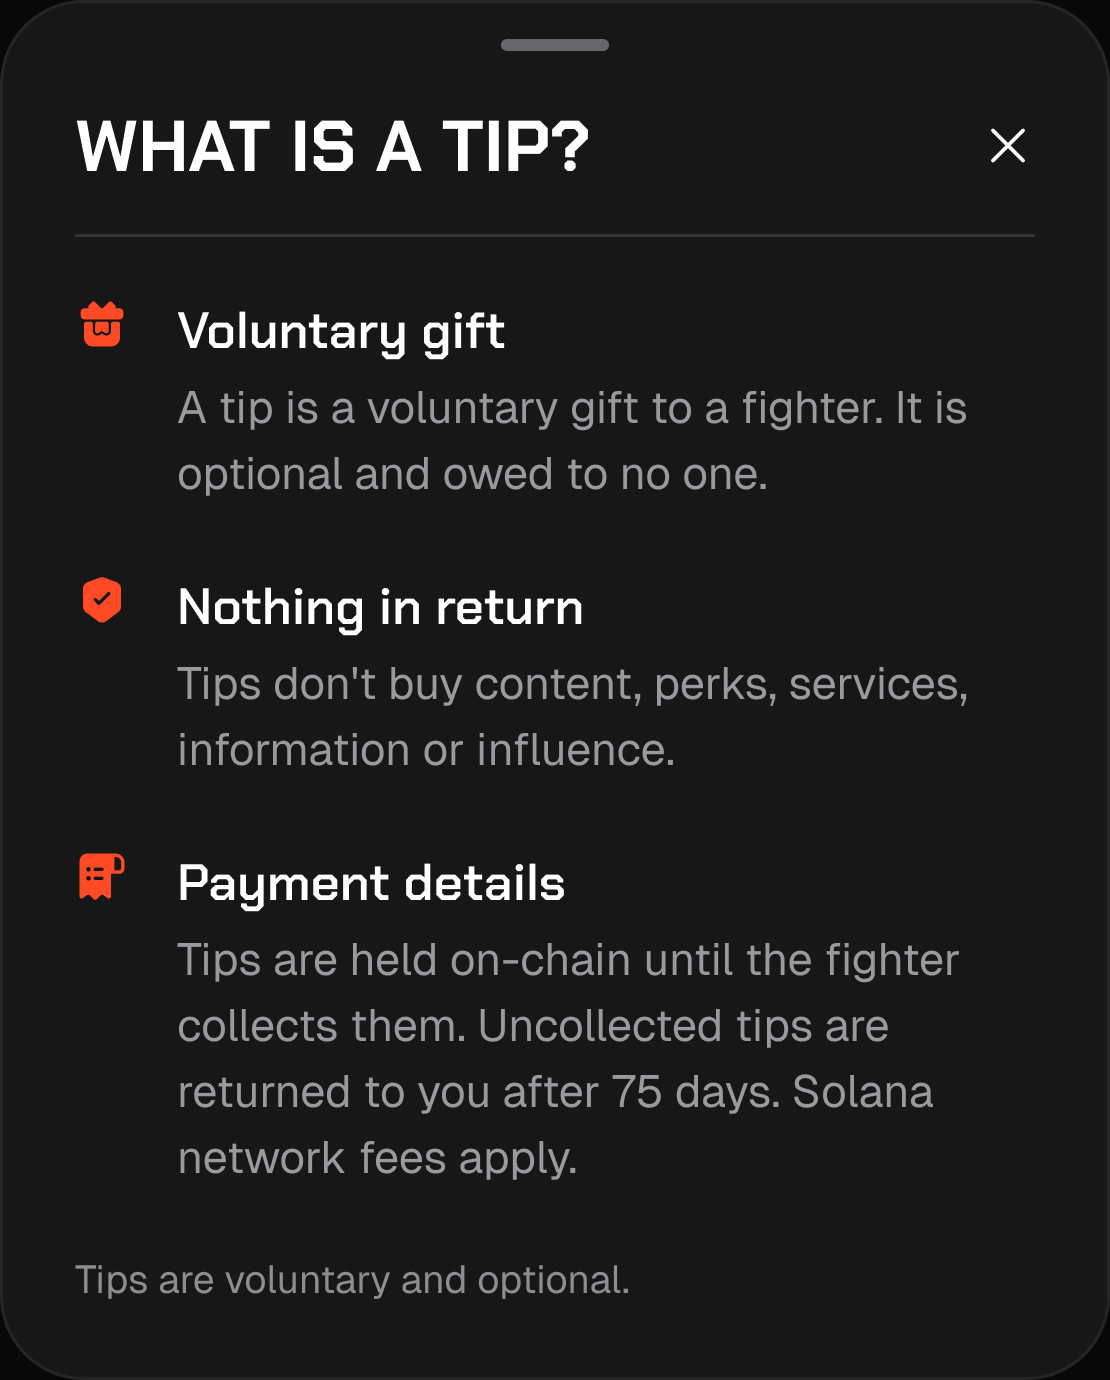 WHAT IS A TIP?
Voluntary gift
A tip is a voluntary gift to a fighter. It is
optional and owed to no one.
Nothing in return
Tips don't buy content, perks, services,
information or influence.
Payment details
Tips are held on-chain until the fighter
collects them. Uncollected tips are
returned to you after 75 days. Solana
network fees apply.
Tips are voluntary and optional.